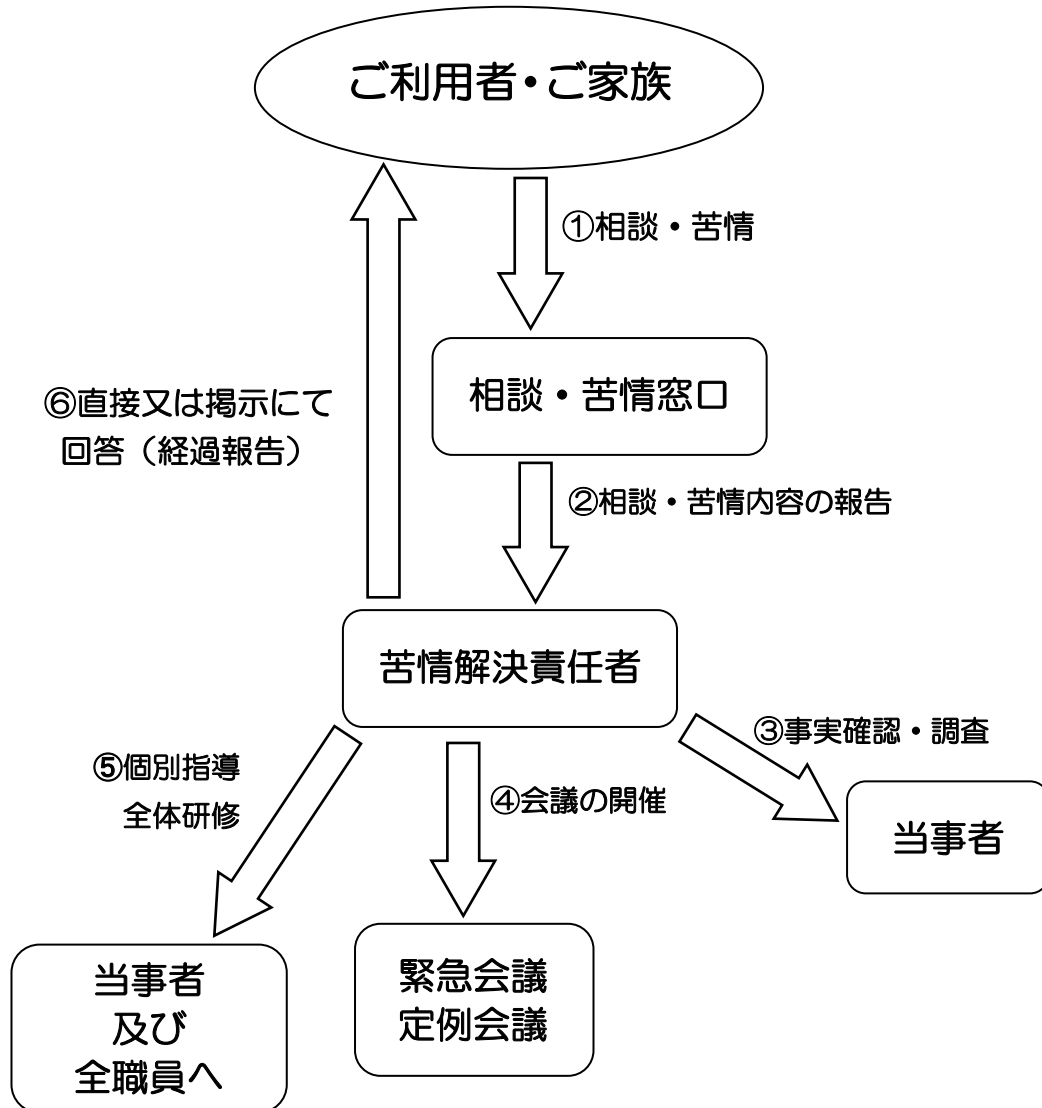 ご利用者・ご家族
①相談・苦情
相談・苦情窓口
⑥直接又は掲示にて
回答（経過報告）
②相談・苦情内容の報告
苦情解決責任者
③事実確認・調査
⑤個別指導
全体研修
④会議の開催
当事者
緊急会議
定例会議
当事者
及び
全職員へ